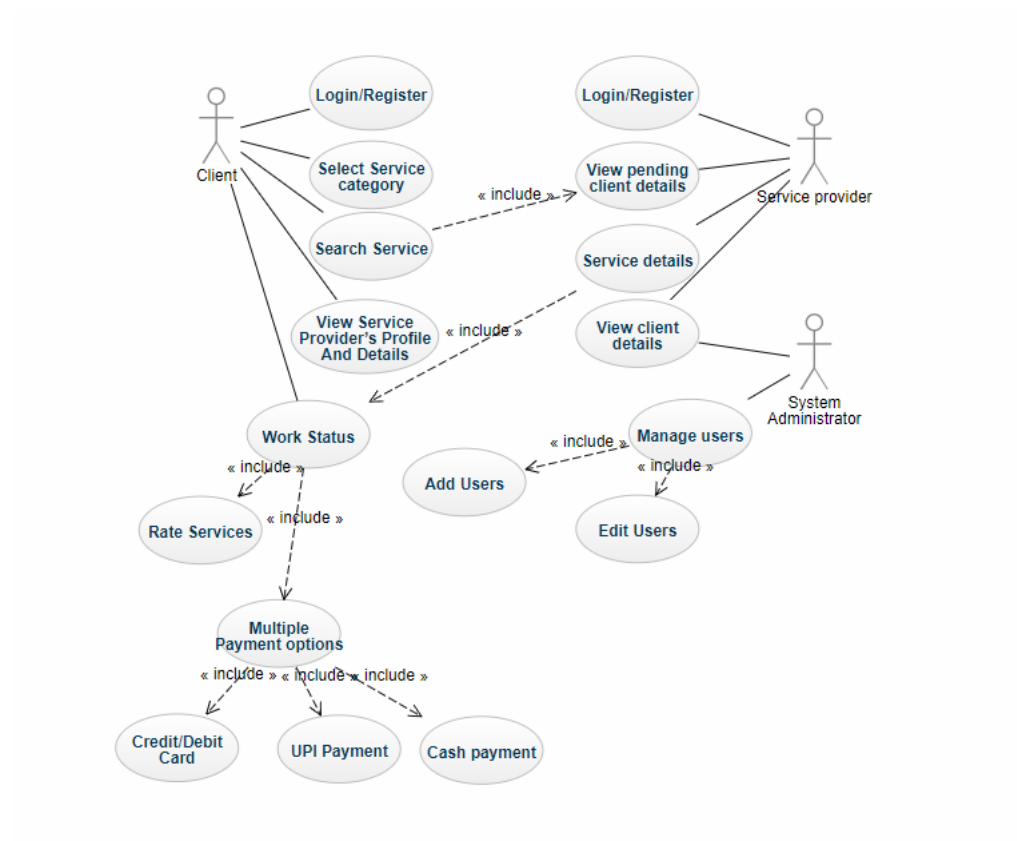 Login/Register
Login/Register
Client
Select Service
category
View pending
client details
Service provider
« include »
Search Service
Service details
View Service
Provider's Profile
And Details
« include »
View client
details
System
Administrator
Work Status
Manage users
« include »
« include »
« include »
Add Users
Rate Services
« include »
Edit Users
Multiple
Payment options
« include »
« include »
« include »
Credit/Debit
Card
UPI Payment
Cash payment